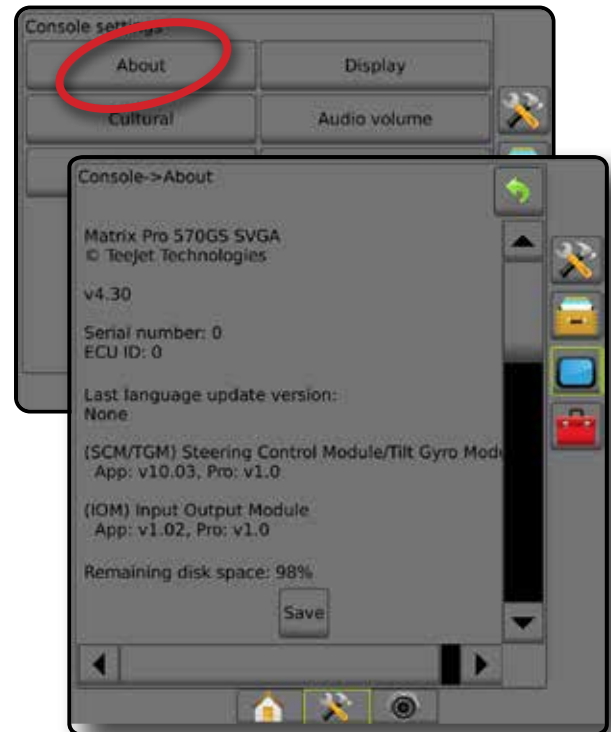 Console settings
About
Display
Cultural
Audio volume
Console->About
Matrix Pro 570GS SVGA
© TeeJet Technologies
v4.30
Serial number: 0
ECU ID: 0
Last language update version:
None
(SCM/TGM) Steering Control Module/Tilt Gyro Mod
App: v10.03, Pro: v1.0
(IOM) Input Output Module
App: v1.02, Pro: v1.0
Remaining disk space: 98%
Save